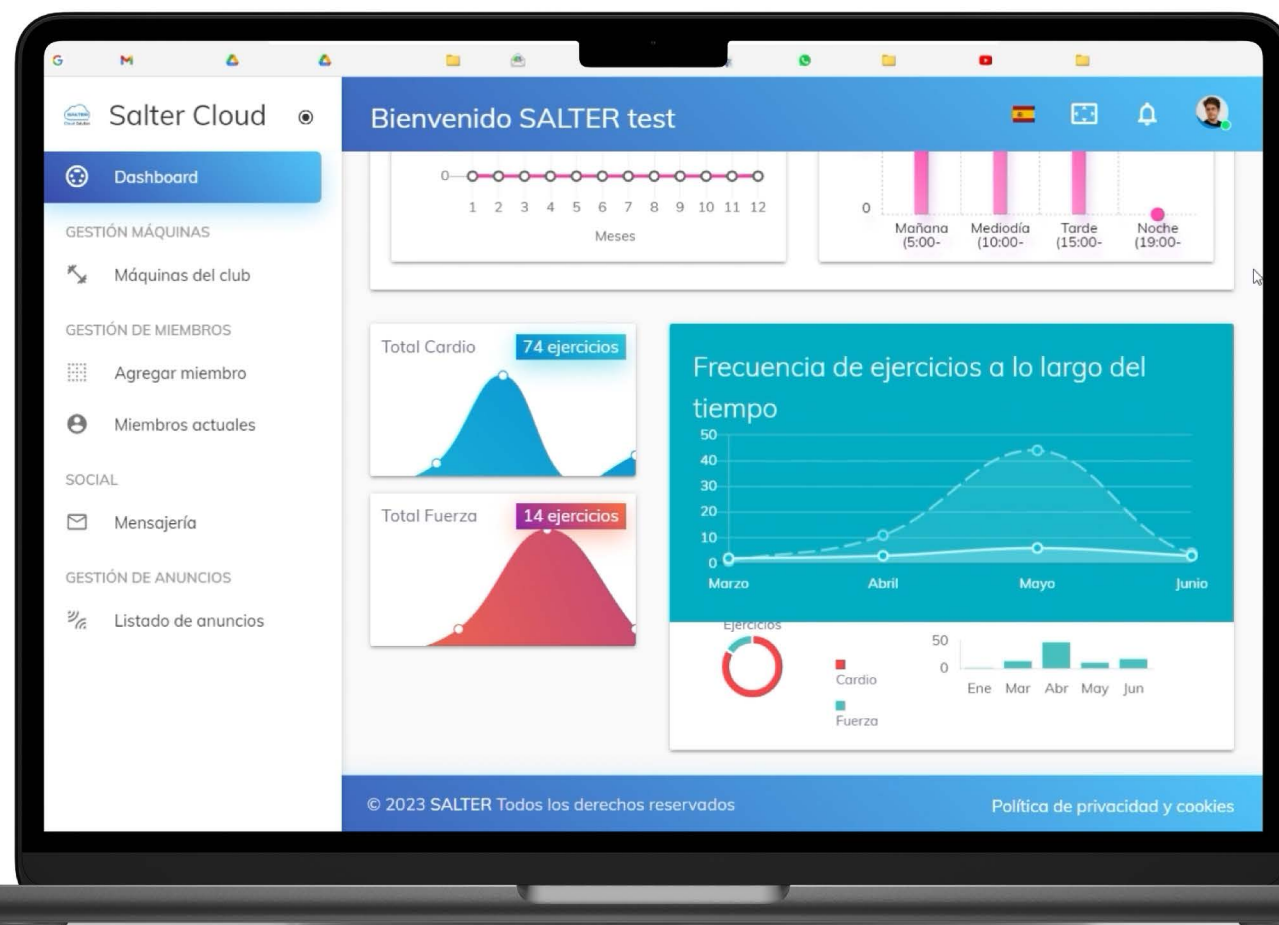 SALTER
Salter Cloud
Bienvenido SALTER test
Dashboard
GESTIÓN MÁQUINAS
Máquinas del club
GESTIÓN DE MIEMBROS
Agregar miembro
Miembros actuales
SOCIAL
Mensajería
GESTIÓN DE ANUNCIOS
Listado de anuncios
0
1 2 3 4 5 6 7 8 9 10 11 12
Meses
0
Mañana Mediodía Tarde Noche
(5:00- (10:00- (15:00- (19:00-
Total Cardio 74 ejercicios
Total Fuerza 14 ejercicios
Frecuencia de ejercicios a lo largo del
tiempo
50
40
30
20
10
0
Marzo Abril Mayo Junio
Ejercicios
Cardio
Fuerza
50
0
Ene Mar Abr May Jun
© 2023 SALTER Todos los derechos reservados
Política de privacidad y cookies